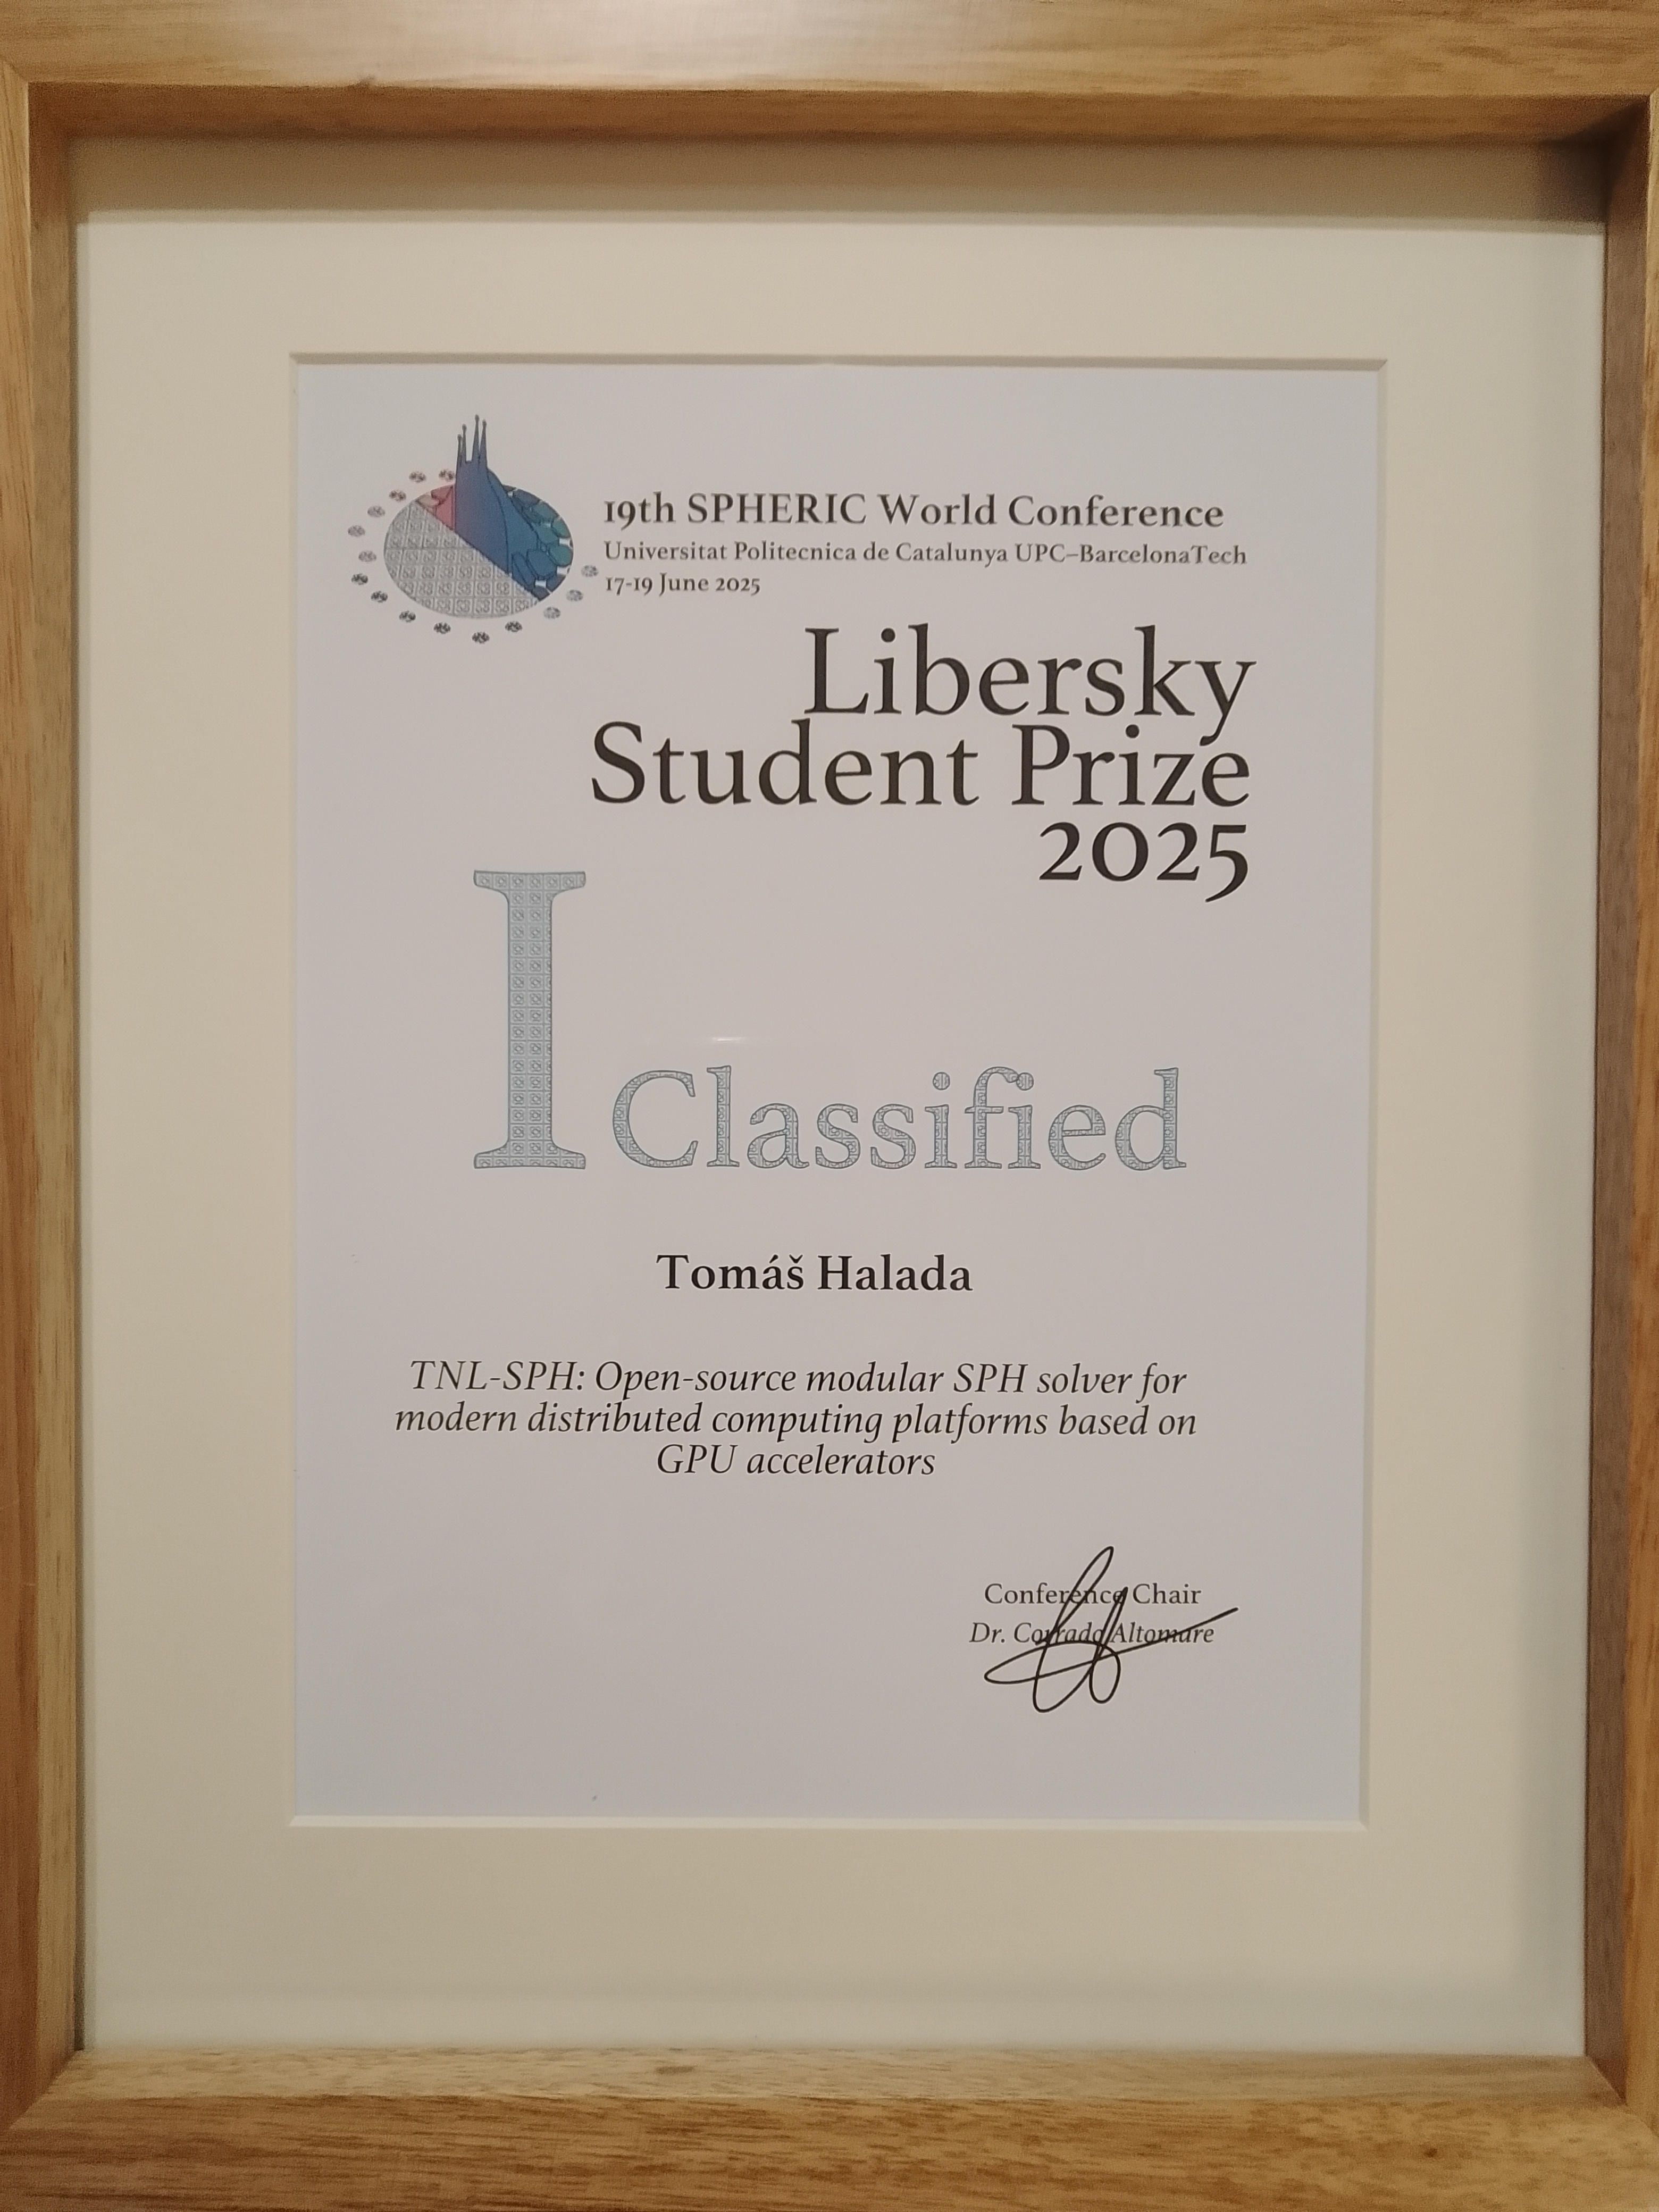 19th SPHERIC World Conference
Universitat Politecnica de Catalunya UPC–BarcelonaTech
17-19 June 2025
Libersky
Student Prize
2025
I Classified
Tomáš Halada
TNL-SPH: Open-source modular SPH solver for
modern distributed computing platforms based on
GPU accelerators
Conference Chair
Dr. Corrado Altomare